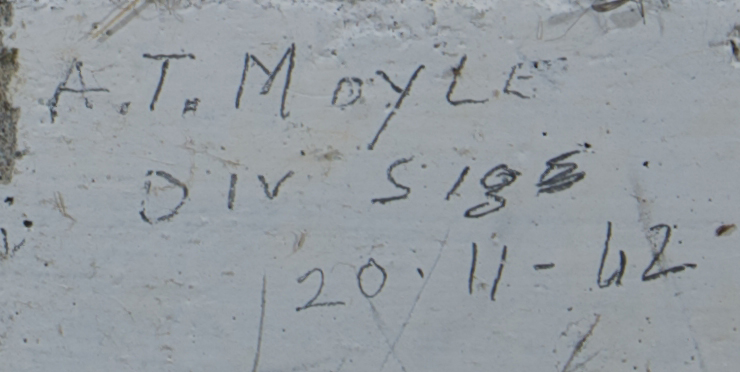 A.T. MOYLE
DIV SIgs
20.11-42